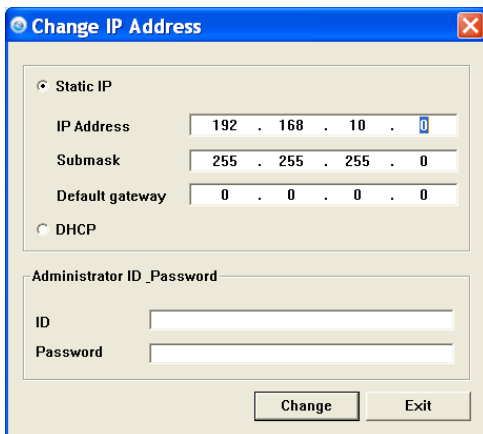 Change IP Address
Static IP
IP Address 192 . 168 . 10 . 0
Submask 255 . 255 . 255 . 0
Default gateway 0 . 0 . 0 . 0
DHCP
Administrator ID _Password
ID
Password
Change Exit